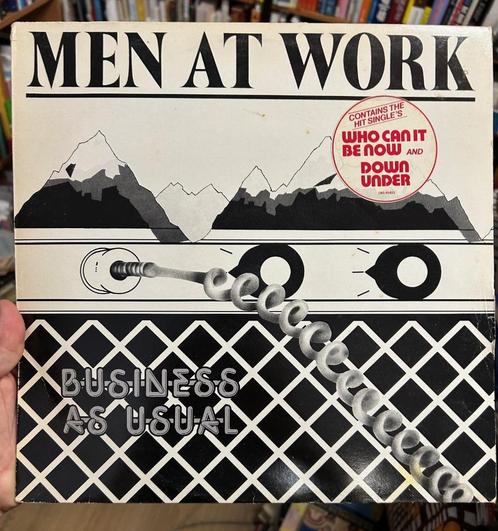 MEN AT WORK
CONTAINS THE
HIT SINGLE'S
WHO CAN IT
BE NOW AND
DOWN
UNDER
BUSINESS
AS USUAL